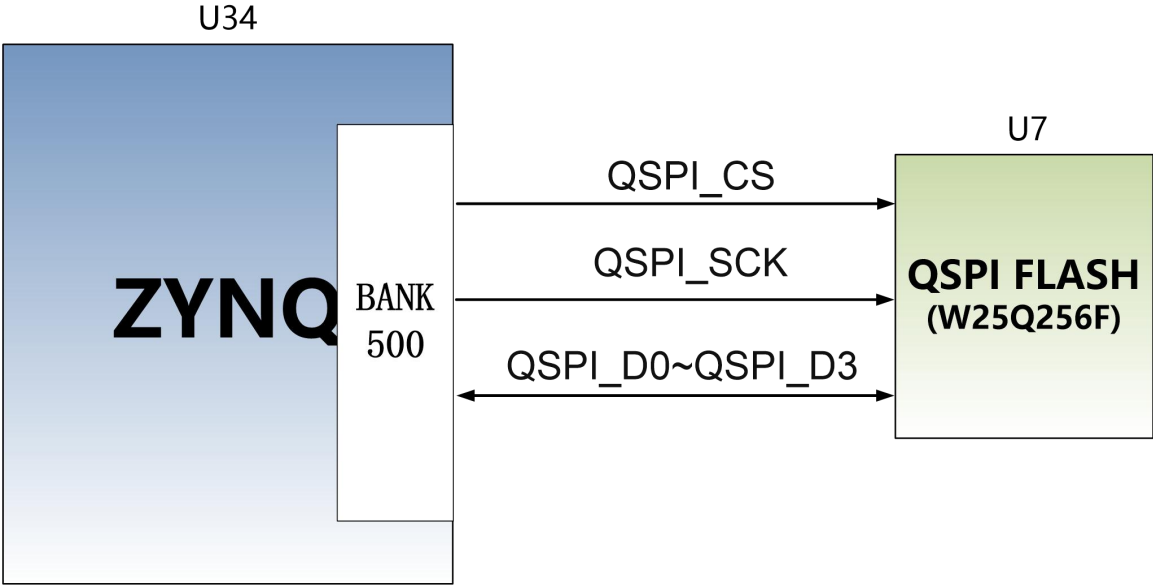 U34
U7
QSPI_CS
QSPI_SCK
ZYNQ
BANK
500
QSPI FLASH
(W25Q256F)
QSPI_D0~QSPI_D3